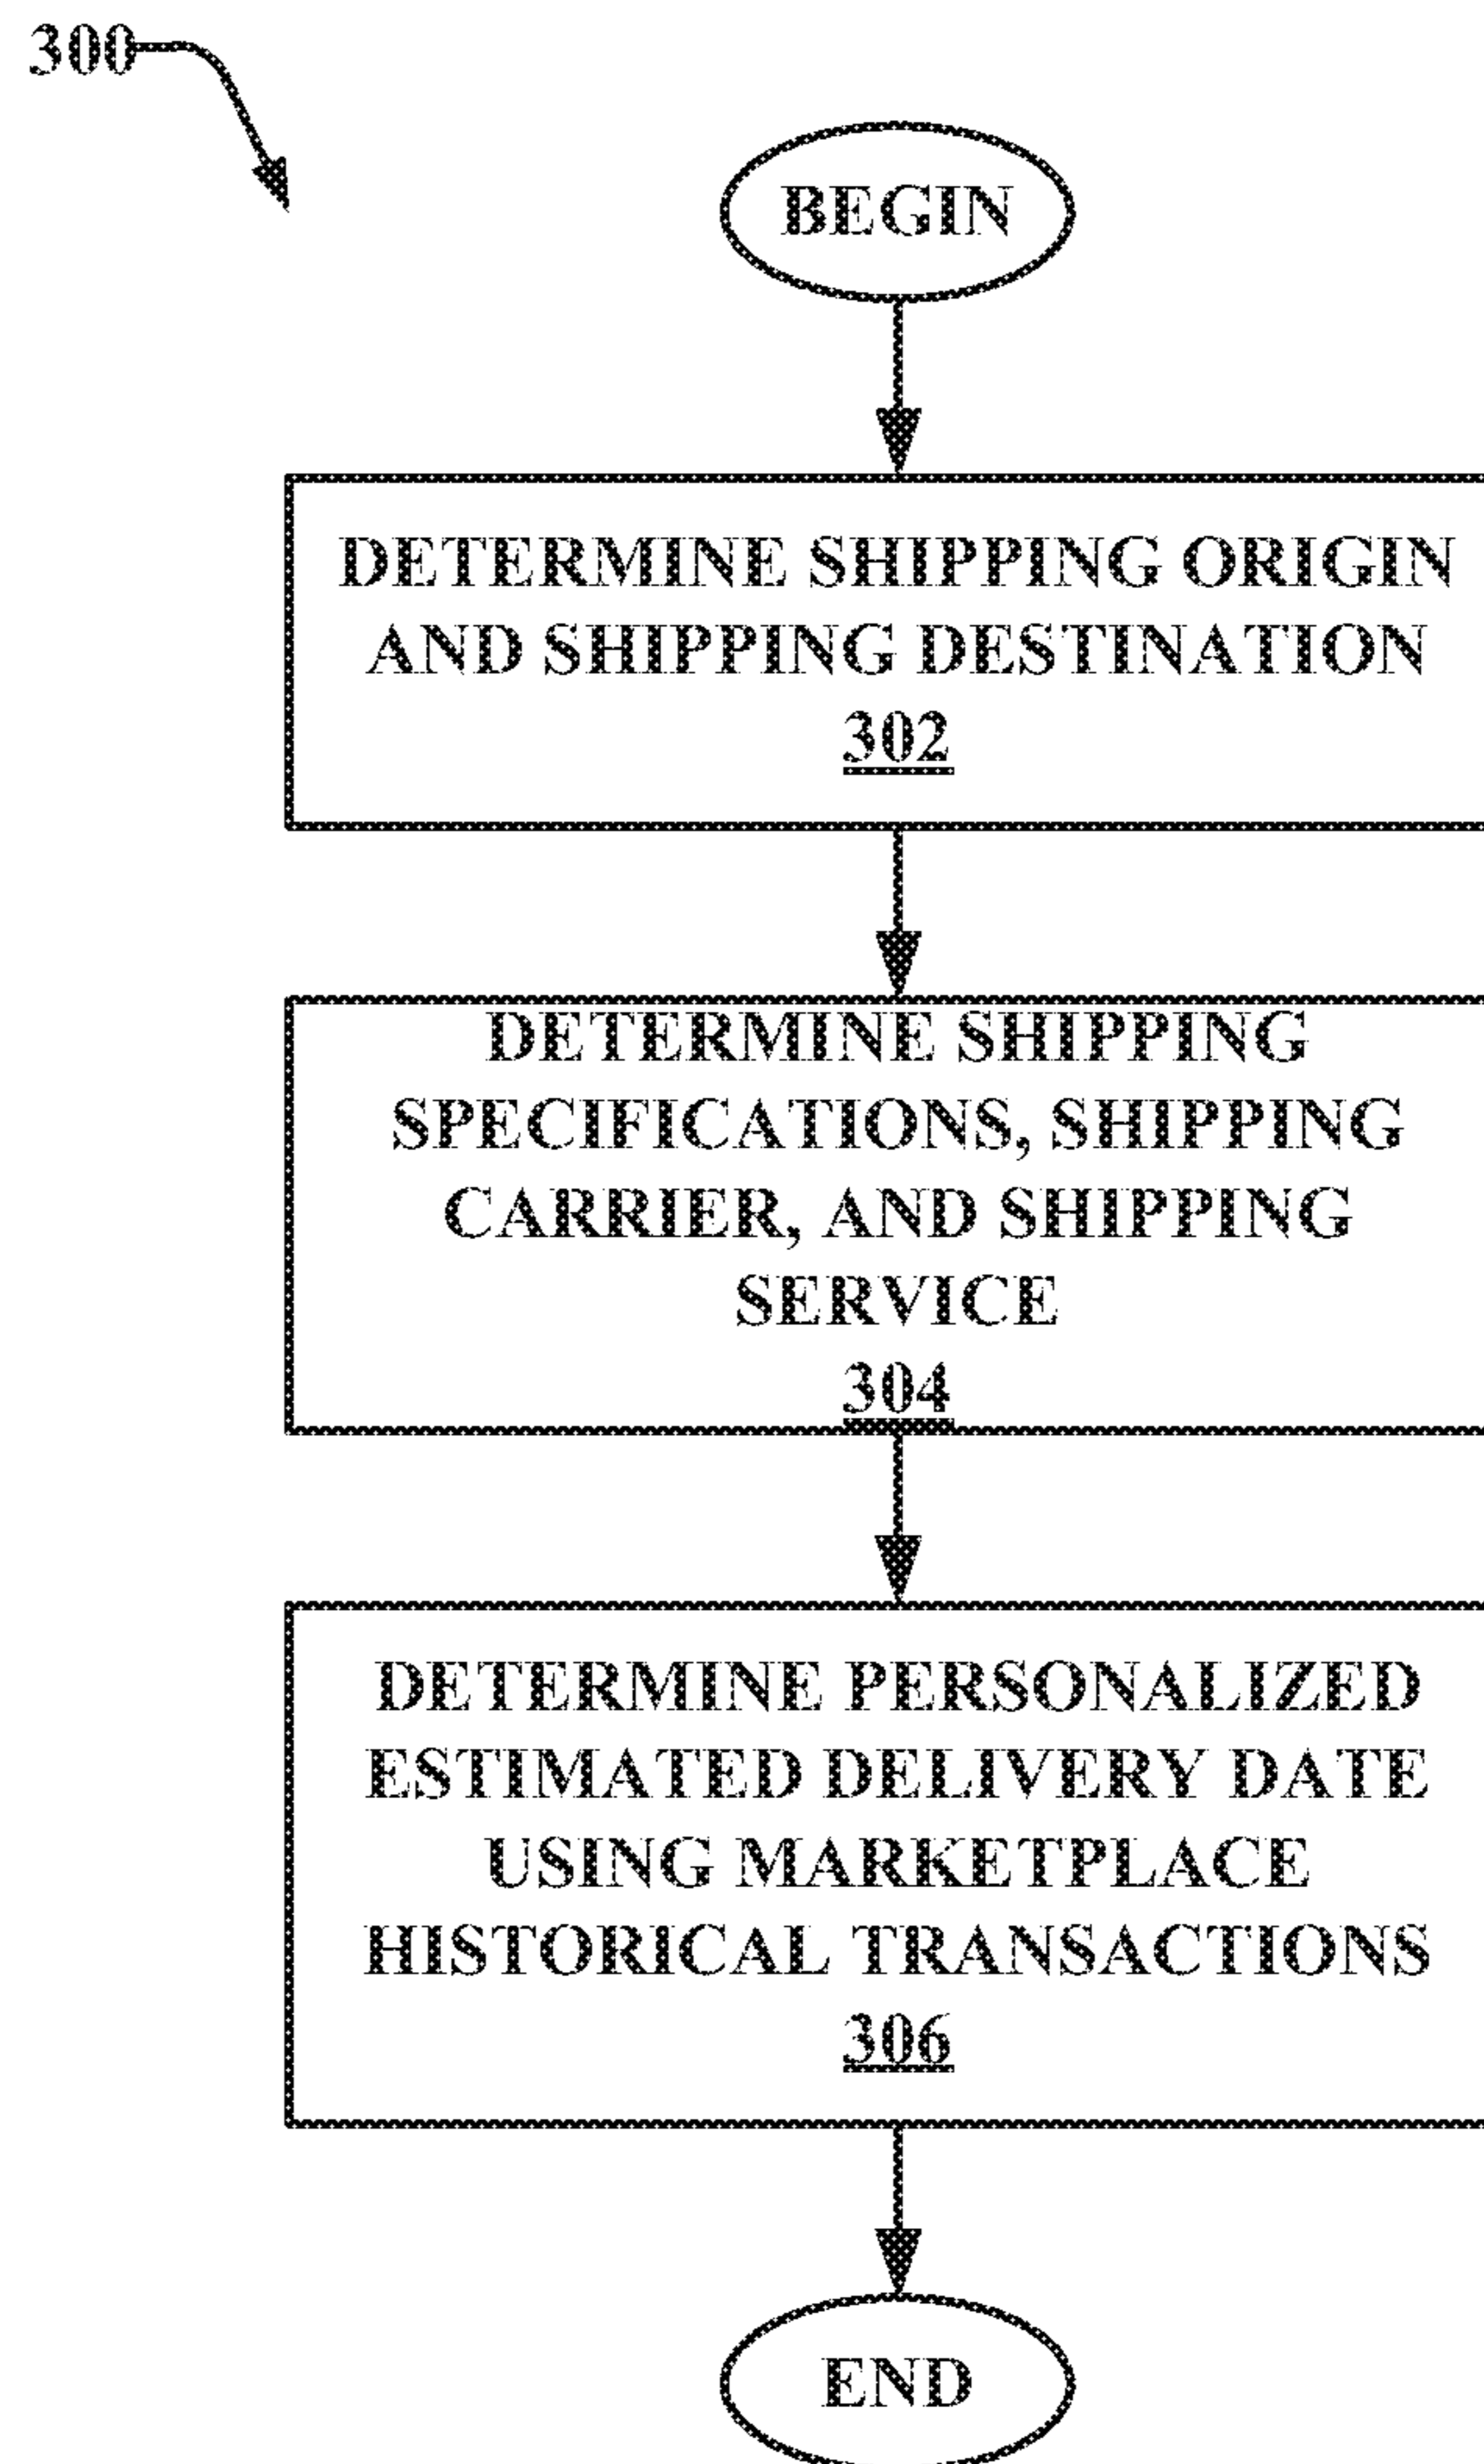 300
BEGIN
DETERMINE SHIPPING ORIGIN
AND SHIPPING DESTINATION
302
DETERMINE SHIPPING
SPECIFICATIONS, SHIPPING
CARRIER, AND SHIPPING
SERVICE
304
DETERMINE PERSONALIZED
ESTIMATED DELIVERY DATE
USING MARKETPLACE
HISTORICAL TRANSACTIONS
306
END